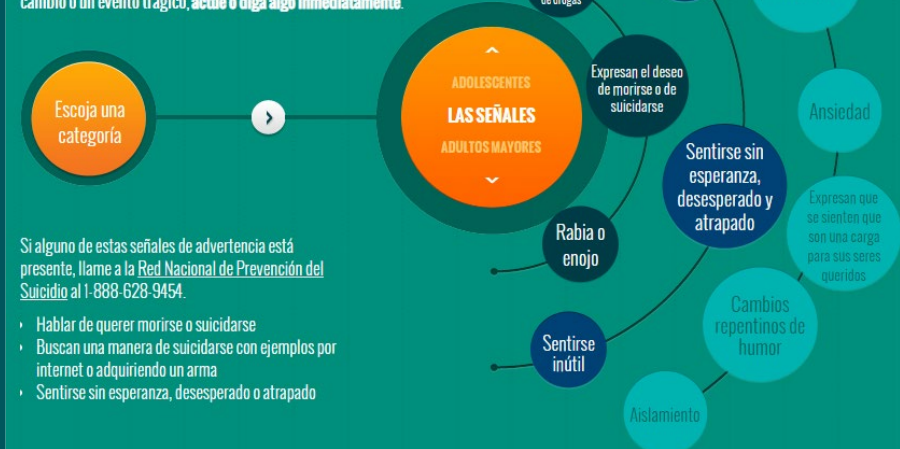 cambio o un evento trágico, actúe o diga algo inmediatamente.
de drogas
Escoja una
categoría
ADOLESCENTES
LAS SEÑALES
ADULTOS MAYORES
Expresan el deseo
de morirse o de
suicidarse
Rabia o
enojo
Sentirse sin
esperanza,
desesperado y
atrapado
Sentirse
inútil
Ansiedad
Expresan que
se sienten que
son una carga
para sus seres
queridos
Cambios
repentinos de
humor
Aislamiento
Si alguno de estas señales de advertencia está
presente, llame a la Red Nacional de Prevención del
Suicidio al 1-888-628-9454.
Hablar de querer morirse o suicidarse
Buscan una manera de suicidarse con ejemplos por
internet o adquiriendo un arma
Sentirse sin esperanza, desesperado o atrapado